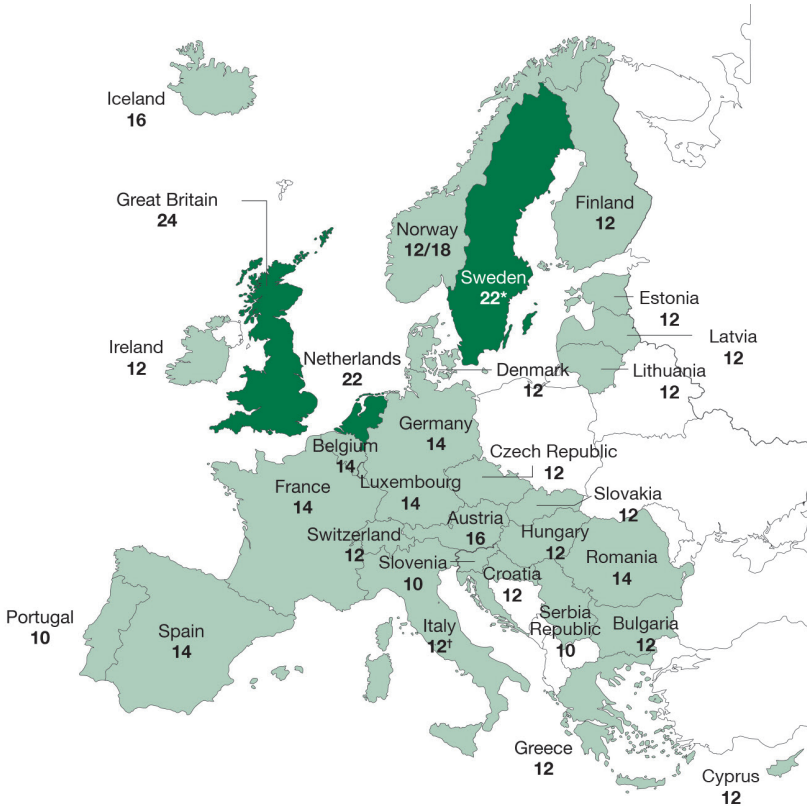 Iceland
16
Great Britain
24
Norway
12/18
Finland
12
Sweden
22*
Estonia
12
Latvia
12
Ireland
12
Netherlands
22
Denmark
12
Lithuania
12
Germany
14
Belgium
14
Czech Republic
12
France
14
Luxembourg
14
Slovakia
12
Austria
16
Switzerland
12
Hungary
12
Romania
14
Slovenia
10
Croatia
12
Portugal
10
Spain
14
Italy
12†
Serbia
Republic
10
Bulgaria
12
Greece
12
Cyprus
12